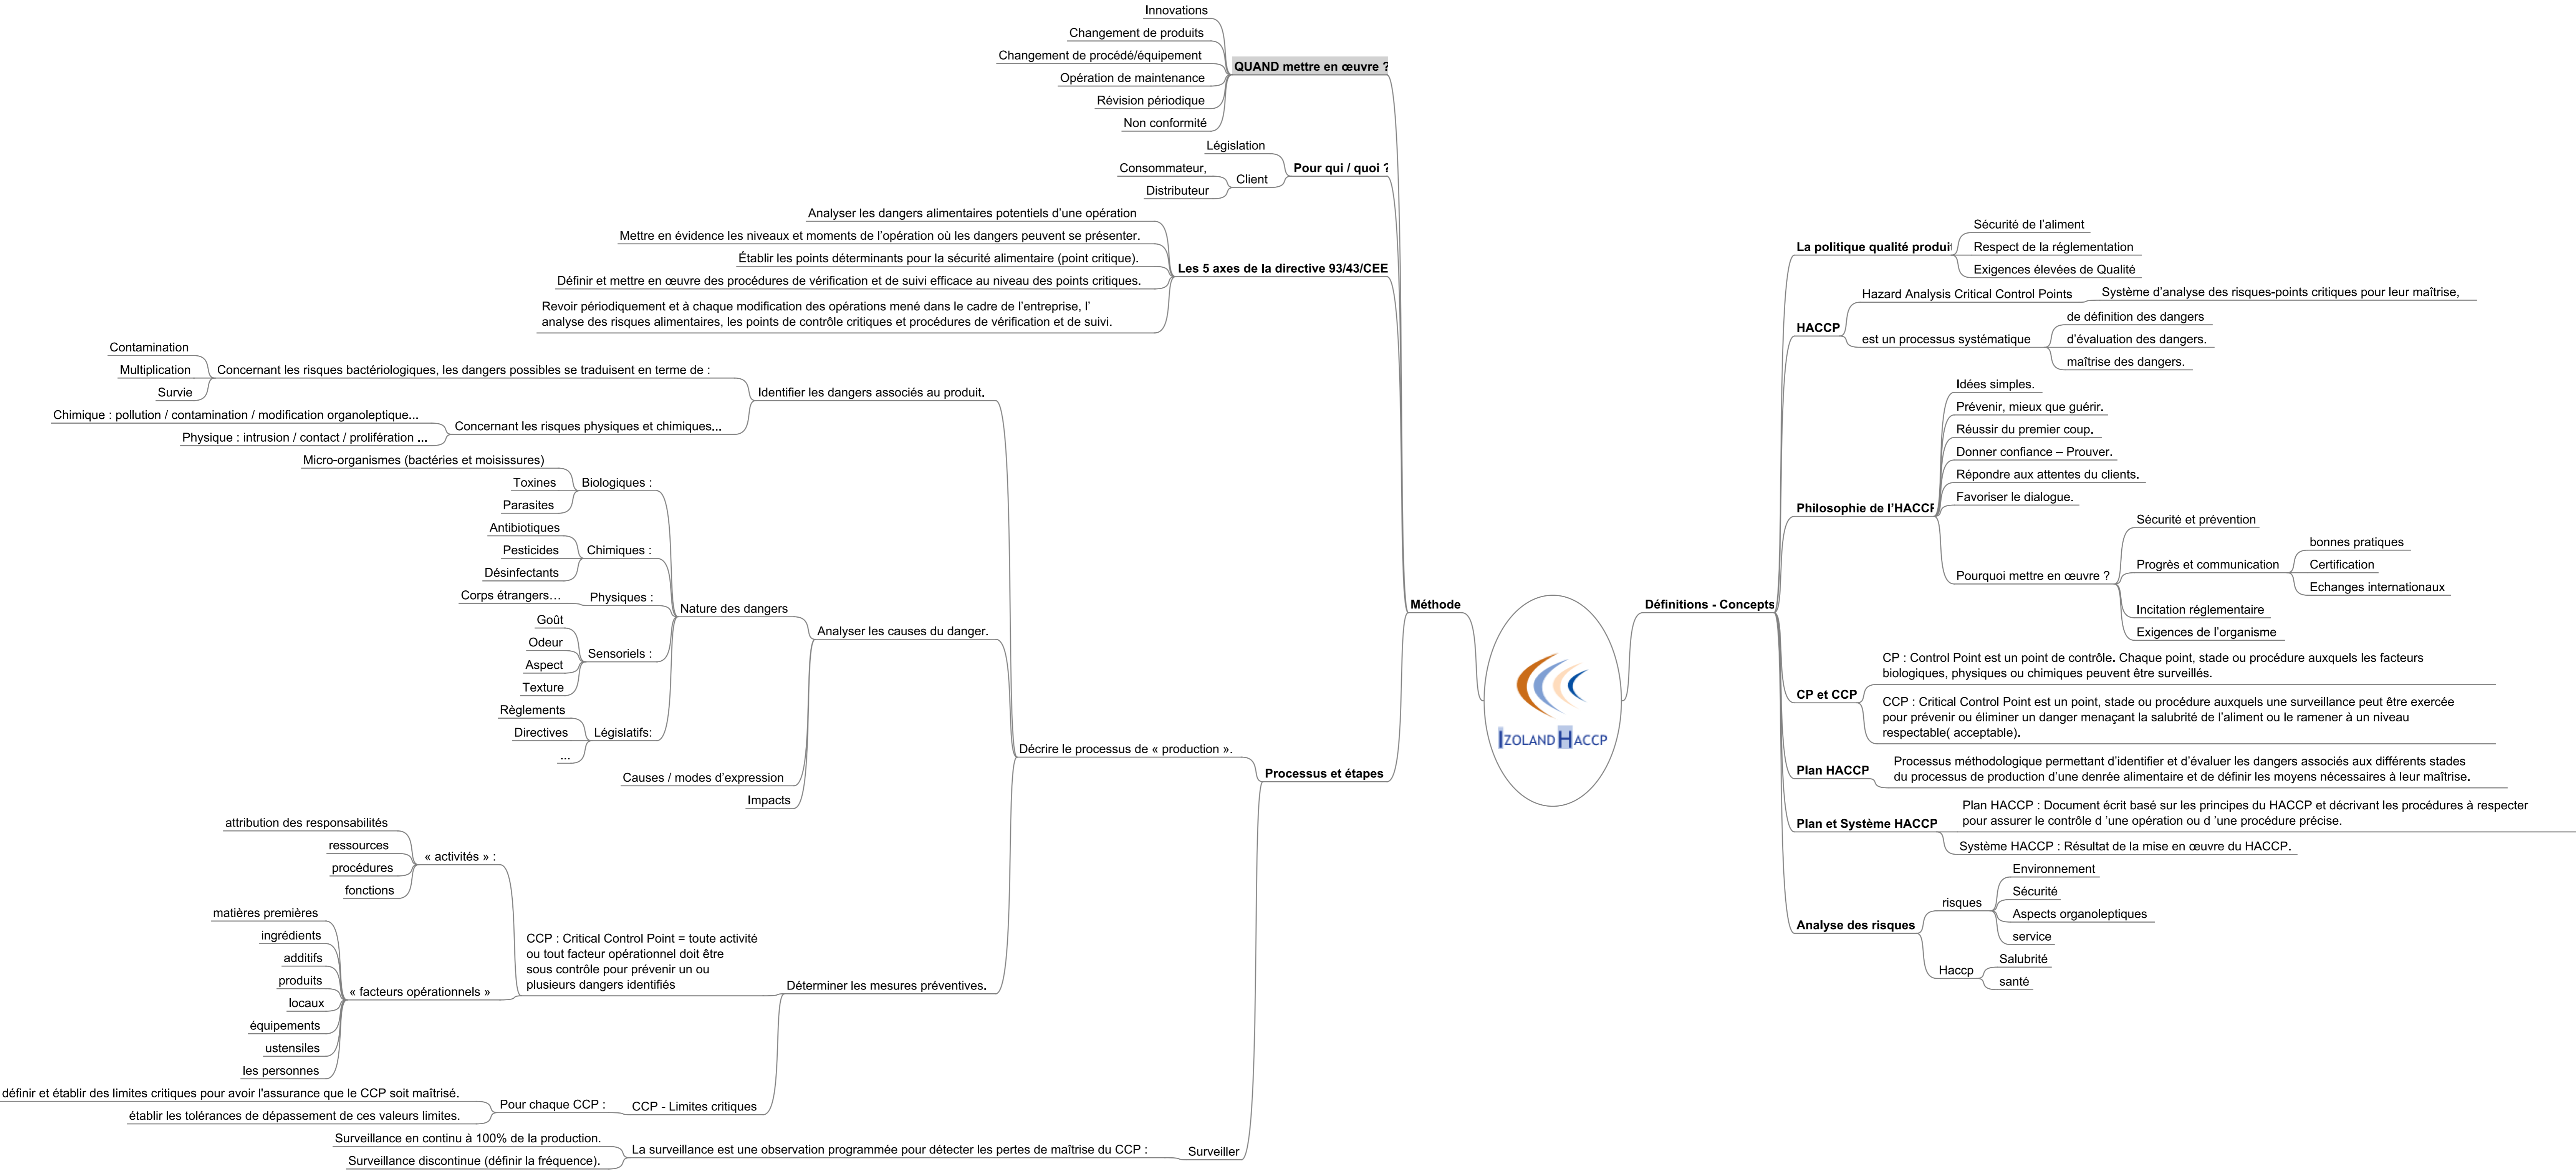 Innovations
Changement de produits
Changement de procédé/équipement
Opération de maintenance
Révision périodique
Non conformité
QUAND mettre en œuvre ?
Législation
Consommateur,
Distributeur
Client
Pour qui / quoi ?
Analyser les dangers alimentaires potentiels d’une opération
Mettre en évidence les niveaux et moments de l’opération où les dangers peuvent se présenter.
Établir les points déterminants pour la sécurité alimentaire (point critique).
Définir et mettre en œuvre des procédures de vérification et de suivi efficace au niveau des points critiques.
Revoir périodiquement et à chaque modification des opérations mené dans le cadre de l’entreprise, l’
analyse des risques alimentaires, les points de contrôle critiques et procédures de vérification et de suivi.
Les 5 axes de la directive 93/43/CEE
Contamination
Multiplication
Survie
Concernant les risques bactériologiques, les dangers possibles se traduisent en terme de :
Chimique : pollution / contamination / modification organoleptique...
Physique : intrusion / contact / prolifération ...
Concernant les risques physiques et chimiques...
Identifier les dangers associés au produit.
Micro-organismes (bactéries et moisissures)
Toxines
Parasites
Biologiques :
Antibiotiques
Pesticides
Désinfectants
Chimiques :
Corps étrangers…
Physiques :
Goût
Odeur
Aspect
Texture
Sensoriels :
Règlements
Directives
...
Législatifs:
Nature des dangers
Causes / modes d’expression
Impacts
Analyser les causes du danger.
attribution des responsabilités
ressources
procédures
fonctions
« activités » :
matières premières
ingrédients
additifs
produits
locaux
équipements
ustensiles
les personnes
« facteurs opérationnels »
CCP : Critical Control Point = toute activité
ou tout facteur opérationnel doit être
sous contrôle pour prévenir un ou
plusieurs dangers identifiés
définir et établir des limites critiques pour avoir l'assurance que le CCP soit maîtrisé.
établir les tolérances de dépassement de ces valeurs limites.
Pour chaque CCP :
CCP - Limites critiques
Déterminer les mesures préventives.
Décrire le processus de « production ».
Surveillance en continu à 100% de la production.
Surveillance discontinue (définir la fréquence).
La surveillance est une observation programmée pour détecter les pertes de maîtrise du CCP :
Surveiller
Processus et étapes
Méthode
IZOLAND HACCP
Définitions - Concepts
La politique qualité produi
Sécurité de l’aliment
Respect de la réglementation
Exigences élevées de Qualité
HACCP
Hazard Analysis Critical Control Points
Système d’analyse des risques-points critiques pour leur maîtrise,
est un processus systématique
de définition des dangers
d’évaluation des dangers.
maîtrise des dangers.
Philosophie de l’HACCP
Idées simples.
Prévenir, mieux que guérir.
Réussir du premier coup.
Donner confiance – Prouver.
Répondre aux attentes du clients.
Favoriser le dialogue.
Pourquoi mettre en œuvre ?
Sécurité et prévention
Progrès et communication
bonnes pratiques
Certification
Echanges internationaux
Incitation réglementaire
Exigences de l’organisme
CP et CCP
CP : Control Point est un point de contrôle. Chaque point, stade ou procédure auxquels les facteurs
biologiques, physiques ou chimiques peuvent être surveillés.
CCP : Critical Control Point est un point, stade ou procédure auxquels une surveillance peut être exercée
pour prévenir ou éliminer un danger menaçant la salubrité de l’aliment ou le ramener à un niveau
respectable( acceptable).
Plan HACCP
Processus méthodologique permettant d’identifier et d’évaluer les dangers associés aux différents stades
du processus de production d’une denrée alimentaire et de définir les moyens nécessaires à leur maîtrise.
Plan et Système HACCP
Plan HACCP : Document écrit basé sur les principes du HACCP et décrivant les procédures à respecter
pour assurer le contrôle d ’une opération ou d ’une procédure précise.
Système HACCP : Résultat de la mise en œuvre du HACCP.
Analyse des risques
risques
Environnement
Sécurité
Aspects organoleptiques
service
Haccp
Salubrité
santé